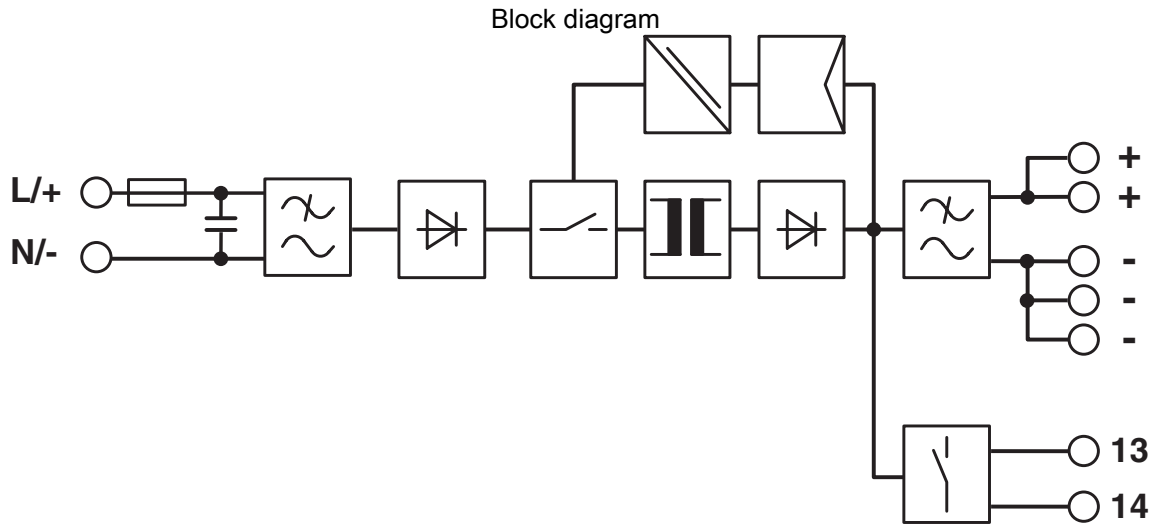 Block diagram
L/+
N/-
+
+
-
-
-
13
14